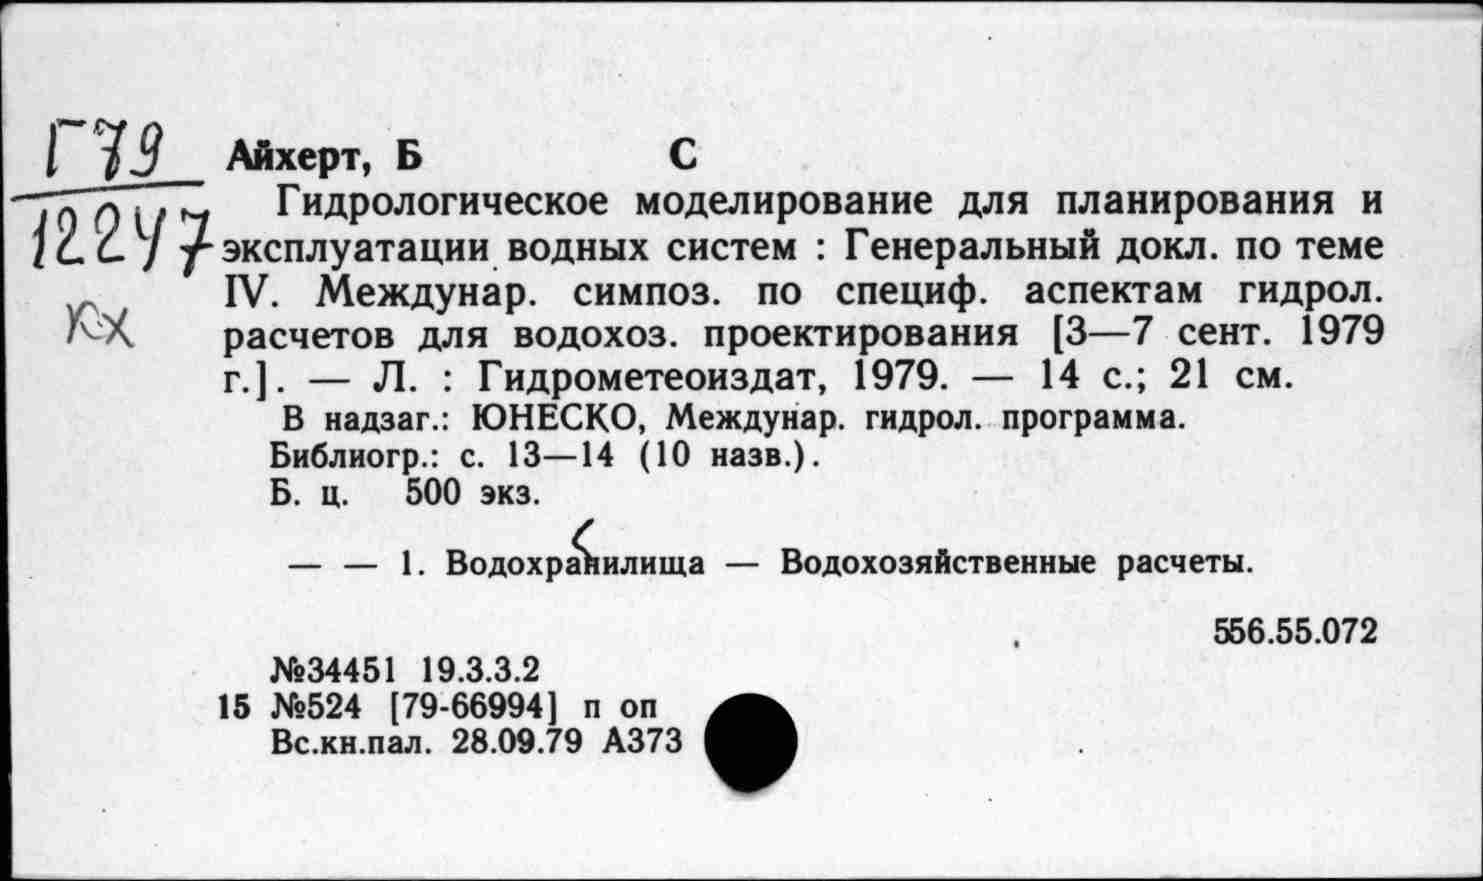 Г79
12247
Кх
Айхерт, Б С
Гидрологическое моделирование для планирования и
эксплуатации водных систем : Генеральный докл. по теме
IV. Междунар. симпоз. по специф. аспектам гидрол.
расчетов для водохоз. проектирования [3—7 сент. 1979
г.]. — Л. : Гидрометеоиздат, 1979. — 14 с.; 21 см.
В надзаг.: ЮНЕСКО, Междунар. гидрол. программа.
Библиогр.: с. 13—14 (10 назв.).
Б. ц. 500 экз.
— — 1. Водохранилища — Водохозяйственные расчеты.
556.55.072
№34451 19.3.3.2
15 №524 [79-66994] п оп
Вс.кн.пал. 28.09.79 А373